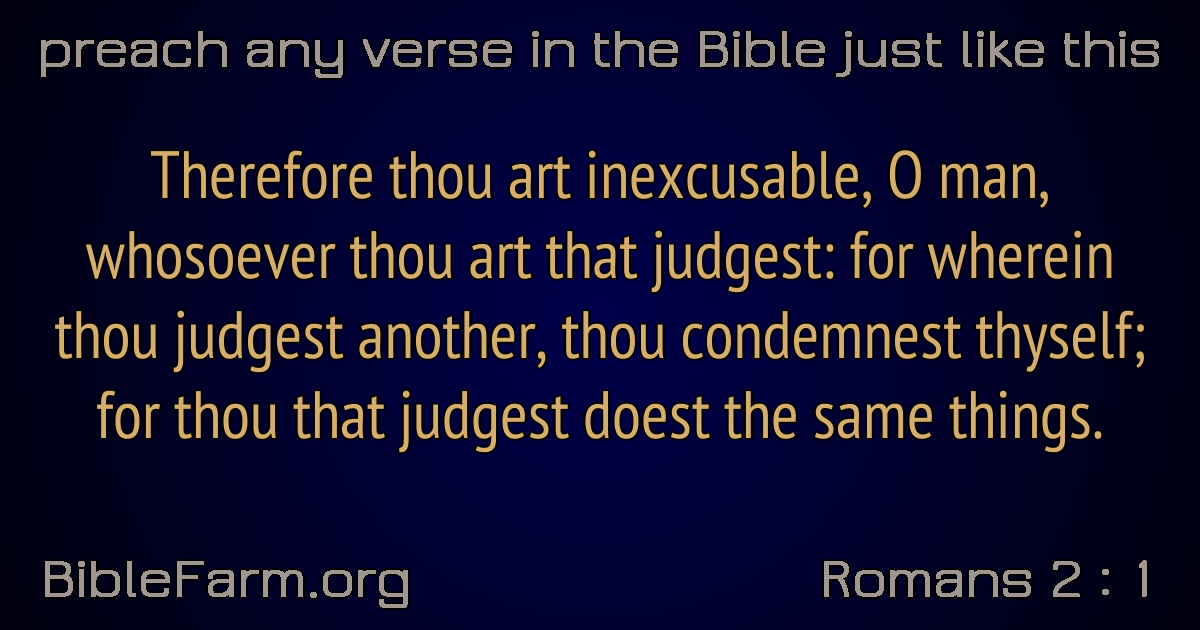 preach any verse in the Bible just like this
Therefore thou art inexcusable, O man,
whosoever thou art that judgest: for wherein
thou judgest another, thou condemnest thyself;
for thou that judgest doest the same things.
BibleFarm.org
Romans 2 : 1